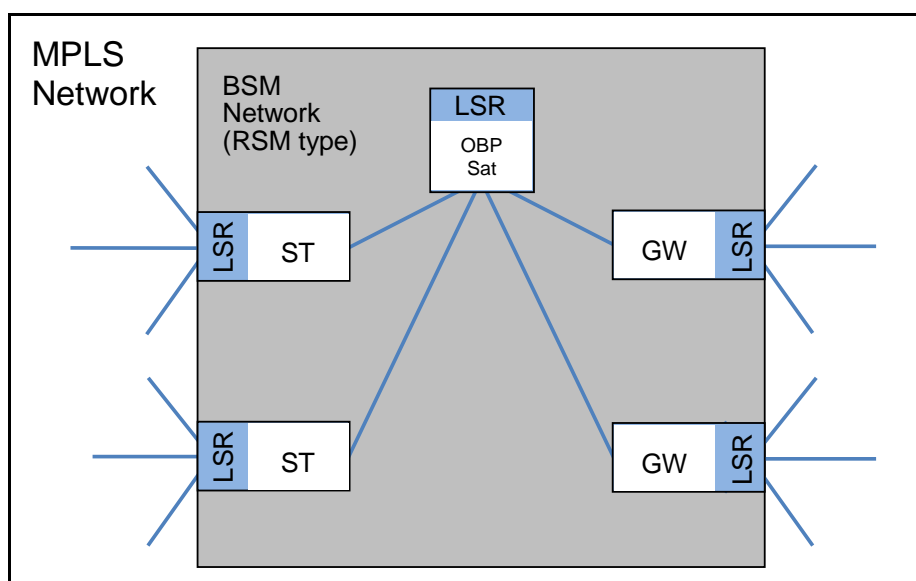 MPLS
Network
BSM
Network
(RSM type)
LSR
OBP
Sat
LSR
ST
GW
LSR
LSR
ST
GW
LSR